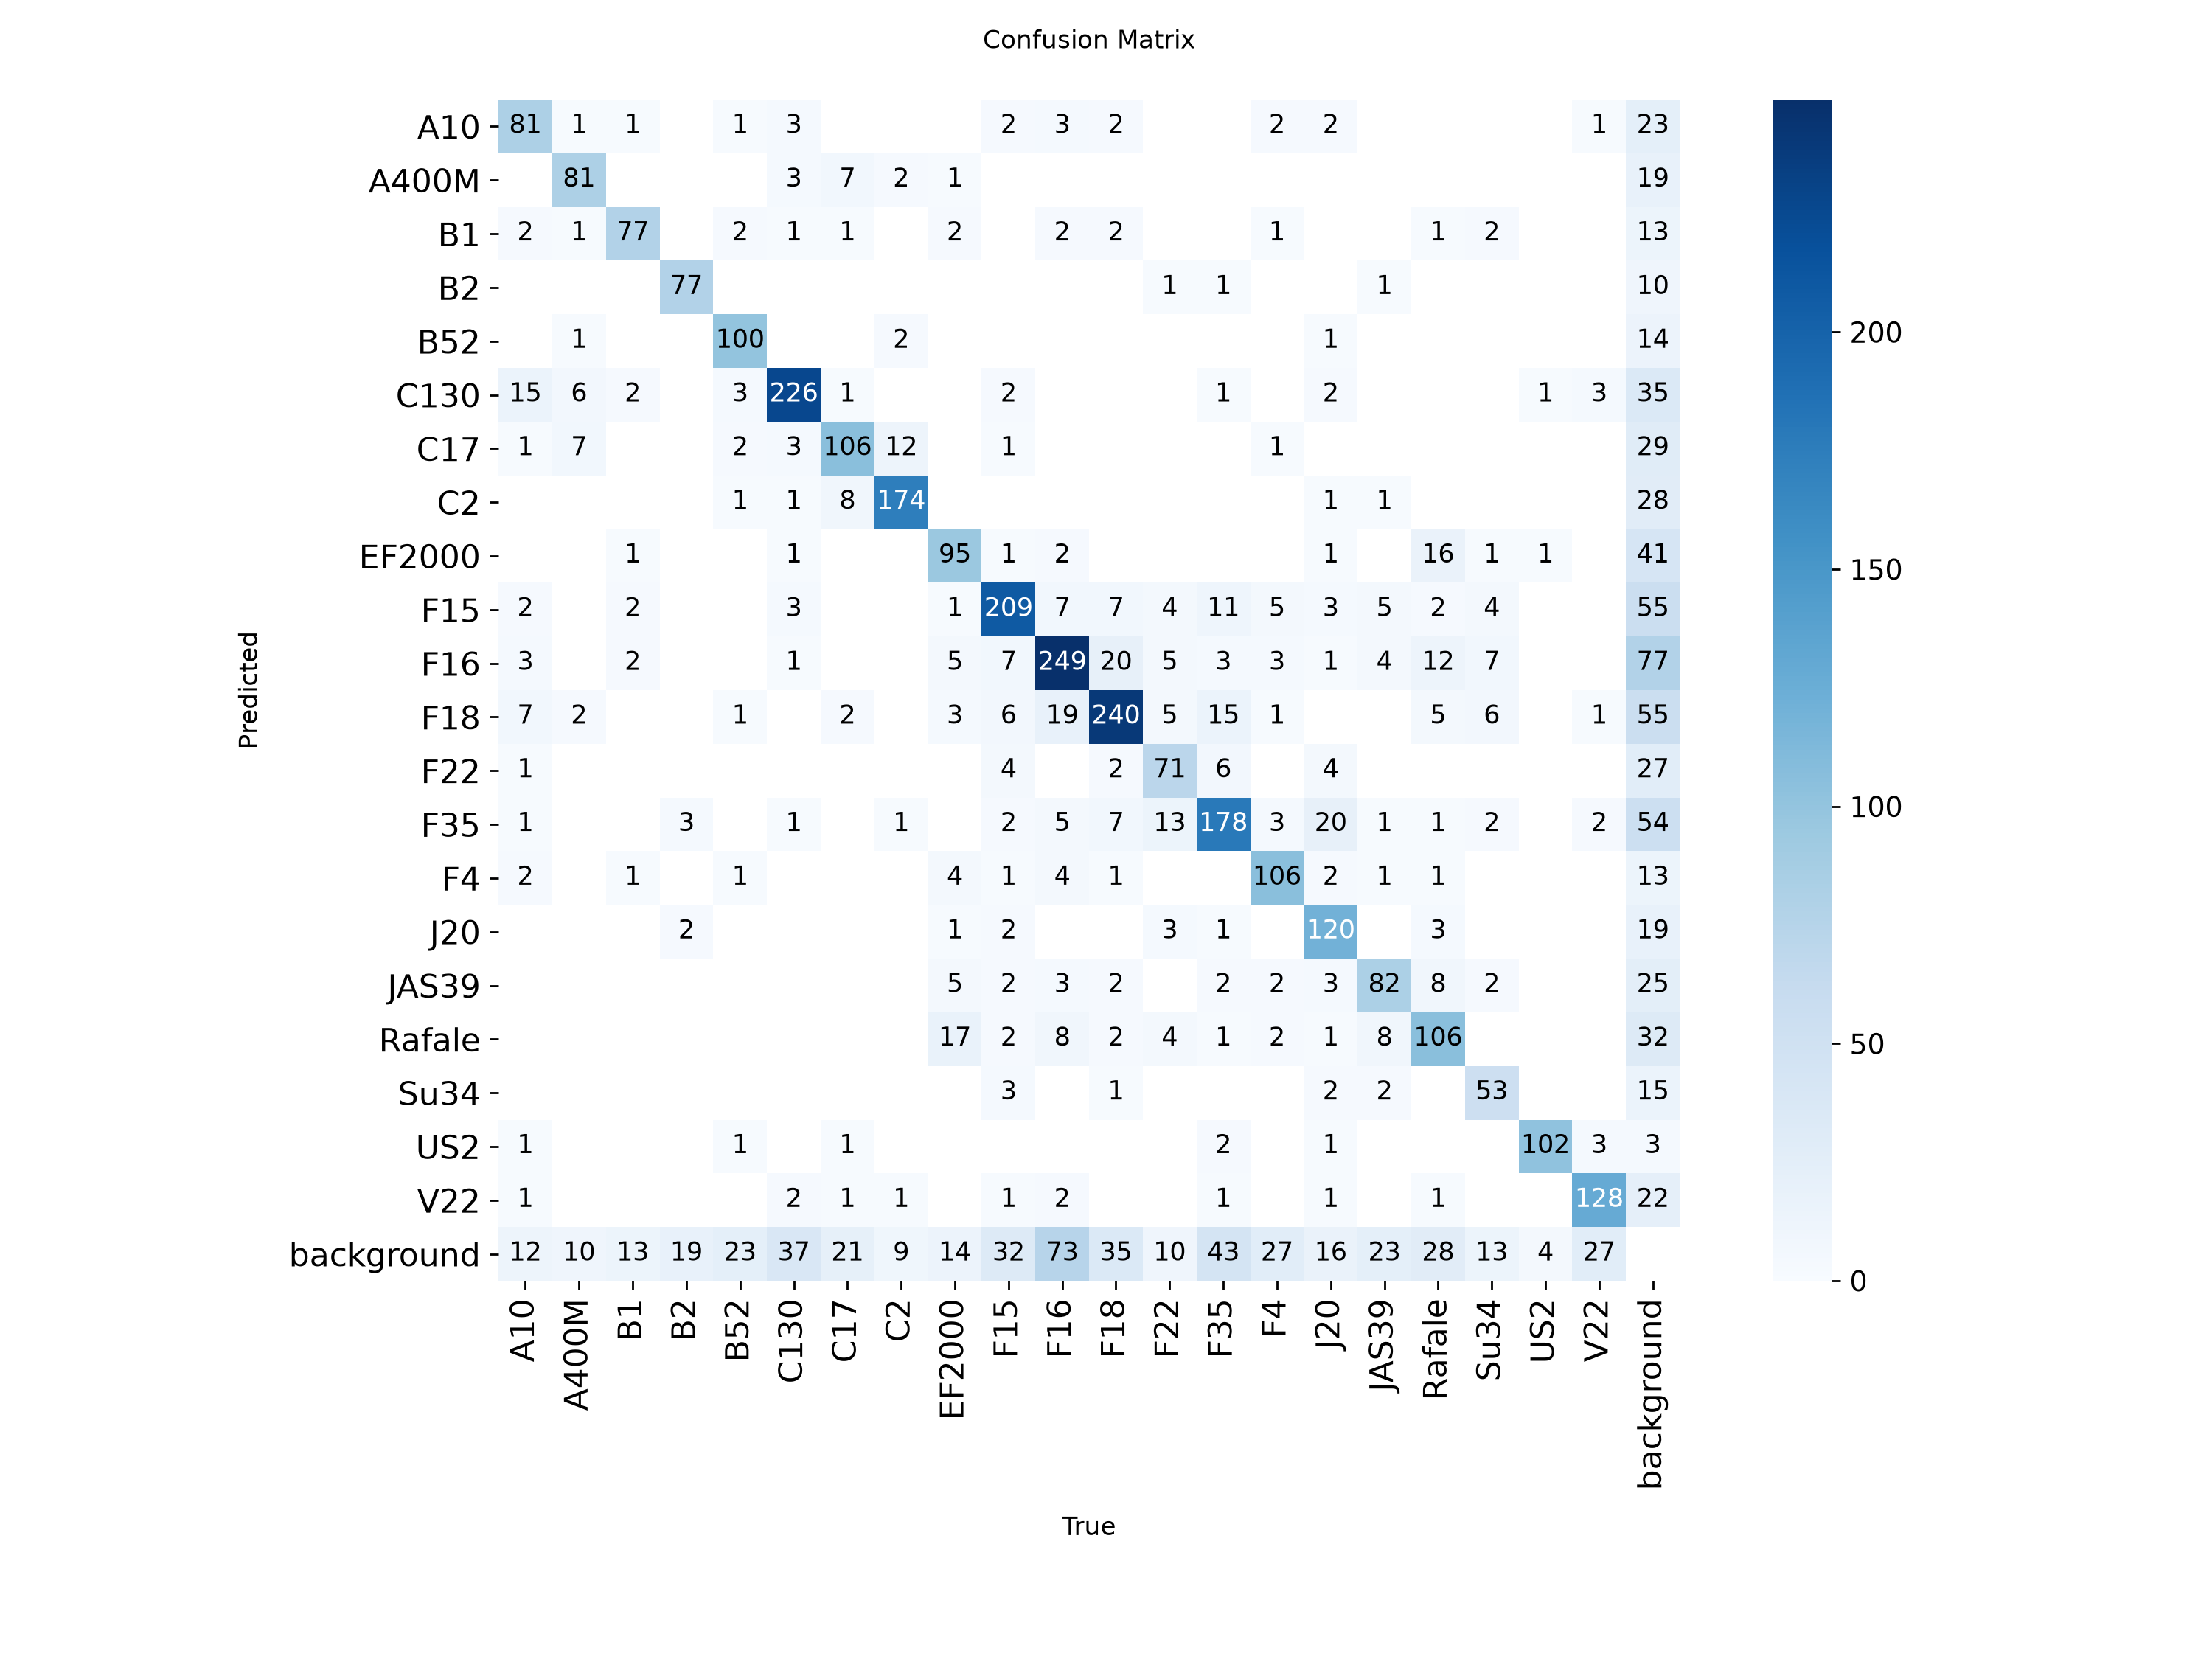 Confusion Matrix
A10 81 1 1 1 3 2 3 2 2 2 1 23
A400M 81 3 7 2 1 19
B1 2 1 77 2 1 1 2 2 2 1 1 2 13
B2 77 1 1 1 10
B52 1 100 2 1 14
200
C130 15 6 2 3 226 1 2 1 2 1 3 35
C17 1 7 2 3 106 12 1 1 29
C2 1 1 8 174 1 1 28
EF2000 1 1 95 1 2 1 16 1 1 41
150
F15 2 2 3 1 209 7 7 4 11 5 3 5 2 4 55
F16 3 2 1 5 7 249 20 5 3 3 1 4 12 7 77
Predicted
F18 7 2 1 2 3 6 19 240 5 15 1 5 6 1 55
F22 1 4 2 71 6 4 27
100
F35 1 3 1 1 2 5 7 13 178 3 20 1 1 2 2 54
F4 2 1 1 4 1 4 1 106 2 1 1 13
J20 2 1 2 3 1 120 3 19
JAS39 5 2 3 2 2 2 3 82 8 2 25
Rafale 17 2 8 2 4 1 2 1 8 106 32
50
Su34 3 1 2 2 53 15
US2 1 1 1 2 1 102 3 3
V22 1 2 1 1 1 2 1 1 1 128 22
background 12 10 13 19 23 37 21 9 14 32 73 35 10 43 27 16 23 28 13 4 27
0
A10 A400M B1 B2 B52 C130 C17 C2 EF2000 F15 F16 F18 F22 F35 F4 J20 JAS39 Rafale Su34 US2 V22 background
True